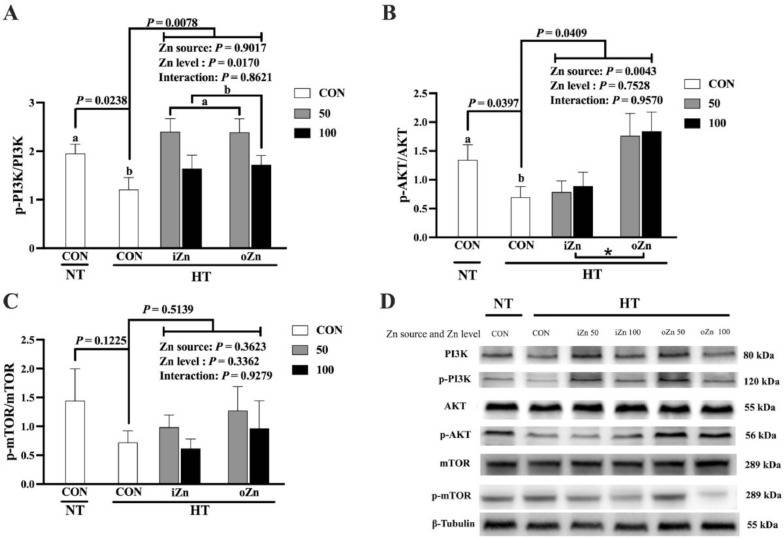 A
P = 0.0078
Zn source: P = 0.9017
Zn level : P = 0.0170
Interaction: P = 0.8621
P = 0.0238
b
a
CON
50
100
p-PI3K/PI3K
3
2
1
0
a
b
CON
CON
iZn
oZn
NT
HT
B
P = 0.0409
Zn source: P = 0.0043
Zn level : P = 0.7528
Interaction: P = 0.9570
P = 0.0397
CON
50
100
p-AKT/AKT
2.0
1.5
1.0
0.5
0.0
a
b
CON
CON
iZn
oZn
*
NT
HT
C
P = 0.5139
Zn source: P = 0.3623
Zn level : P = 0.3362
Interaction: P = 0.9279
P = 0.1225
CON
50
100
p-mTOR/mTOR
2.5
2.0
1.5
1.0
0.5
0.0
CON
CON
iZn
oZn
NT
HT
D
NT
HT
Zn source and Zn level CON CON iZn 50 iZn 100 oZn 50 oZn 100
PI3K 80 kDa
p-PI3K 120 kDa
AKT 55 kDa
p-AKT 56 kDa
mTOR 289 kDa
p-mTOR 289 kDa
β-Tubulin 55 kDa